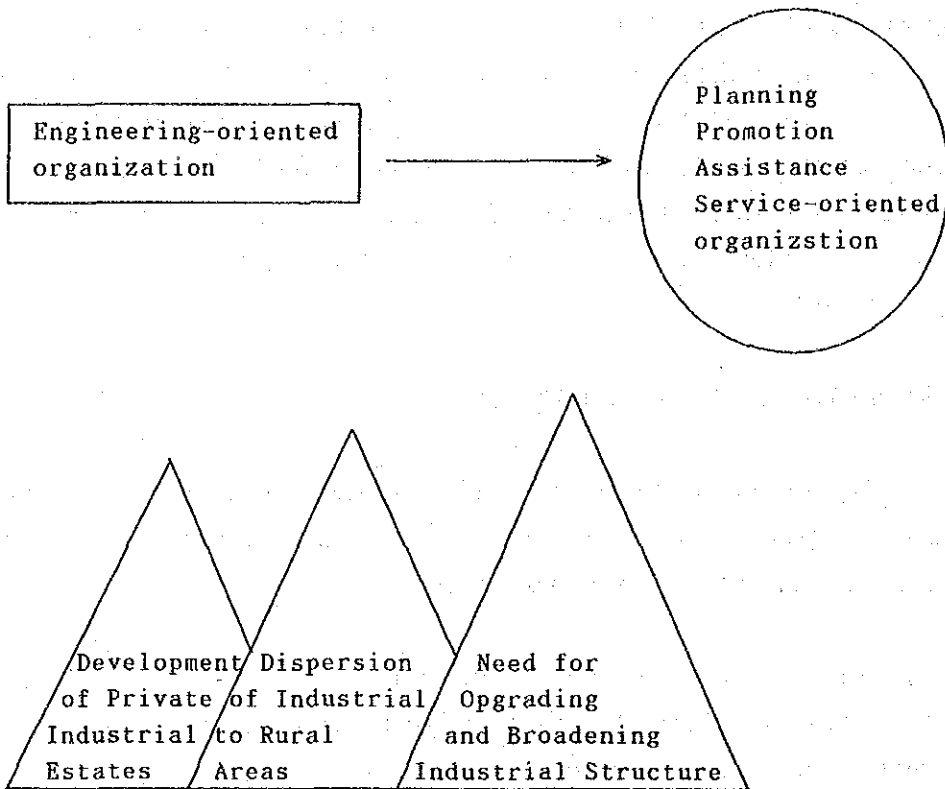 Engineering-oriented
organization
Planning
Promotion
Assistance
Service-oriented
organizstion
Development
of Private
Industrial
Estates
Dispersion
of Industrial
to Rural
Areas
Need for
Opgrading
and Broadening
Industrial Structure